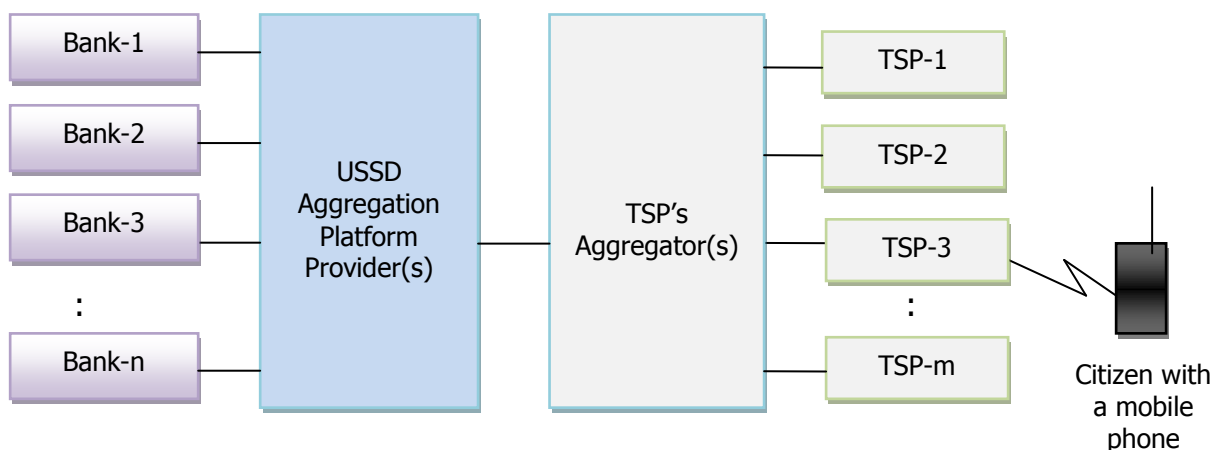 Bank-1
Bank-2
Bank-3
:
Bank-n
USSD
Aggregation
Platform
Provider(s)
TSP's
Aggregator(s)
TSP-1
TSP-2
TSP-3
:
TSP-m
Citizen with
a mobile
phone